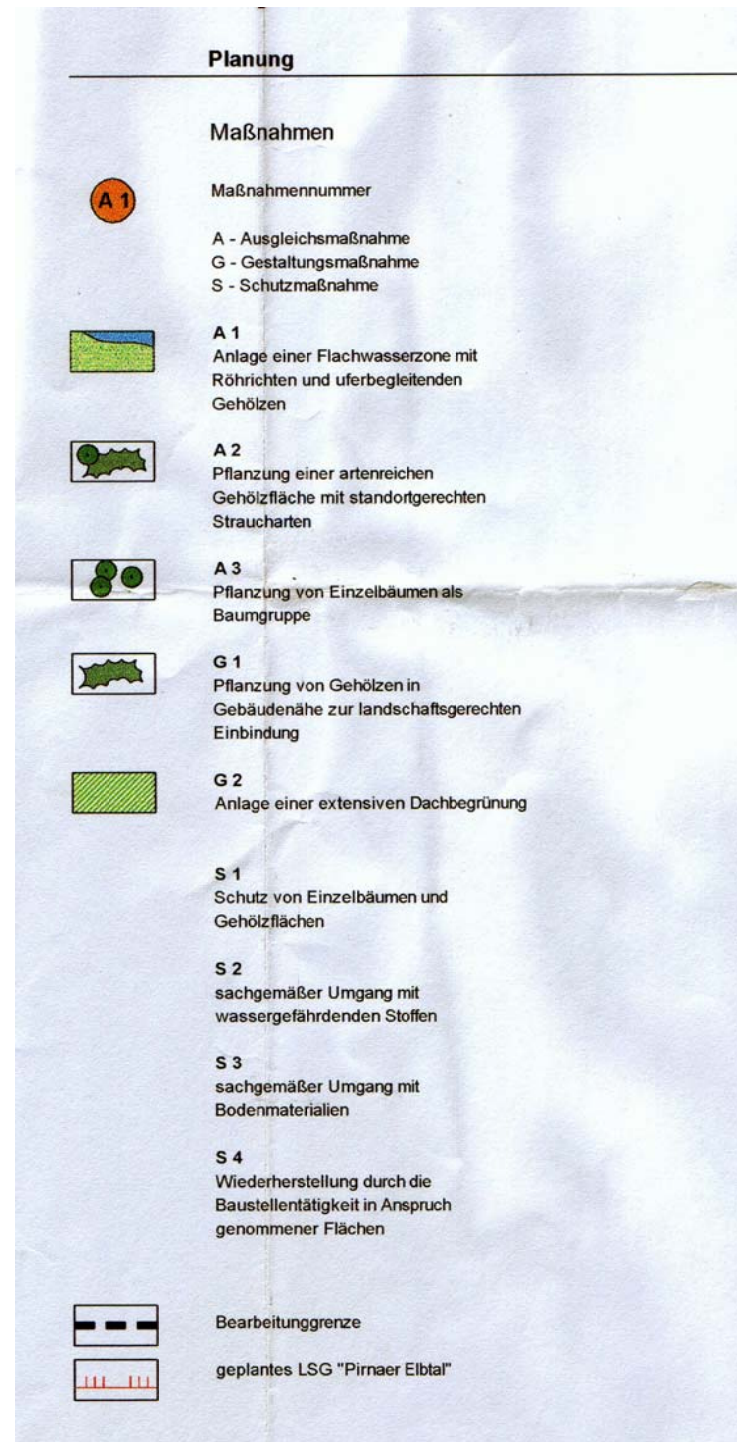 Planung
Maßnahmen
A 1
Maßnahmennummer
A - Ausgleichsmaßnahme
G - Gestaltungsmaßnahme
S - Schutzmaßnahme
A 1
Anlage einer Flachwasserzone mit
Röhrichten und uferbegleitenden
Gehölzen
A 2
Pflanzung einer artenreichen
Gehölzfläche mit standortgerechten
Straucharten
A 3
Pflanzung von Einzelbäumen als
Baumgruppe
G 1
Pflanzung von Gehölzen in
Gebäudenähe zur landschaftsgerechten
Einbindung
G 2
Anlage einer extensiven Dachbegrünung
S 1
Schutz von Einzelbäumen und
Gehölzflächen
S 2
sachgemäßer Umgang mit
wassergefährdenden Stoffen
S 3
sachgemäßer Umgang mit
Bodenmaterialien
S 4
Wiederherstellung durch die
Baustellentätigkeit in Anspruch
genommener Flächen
Bearbeitunggrenze
geplantes LSG "Pirnaer Elbtal"